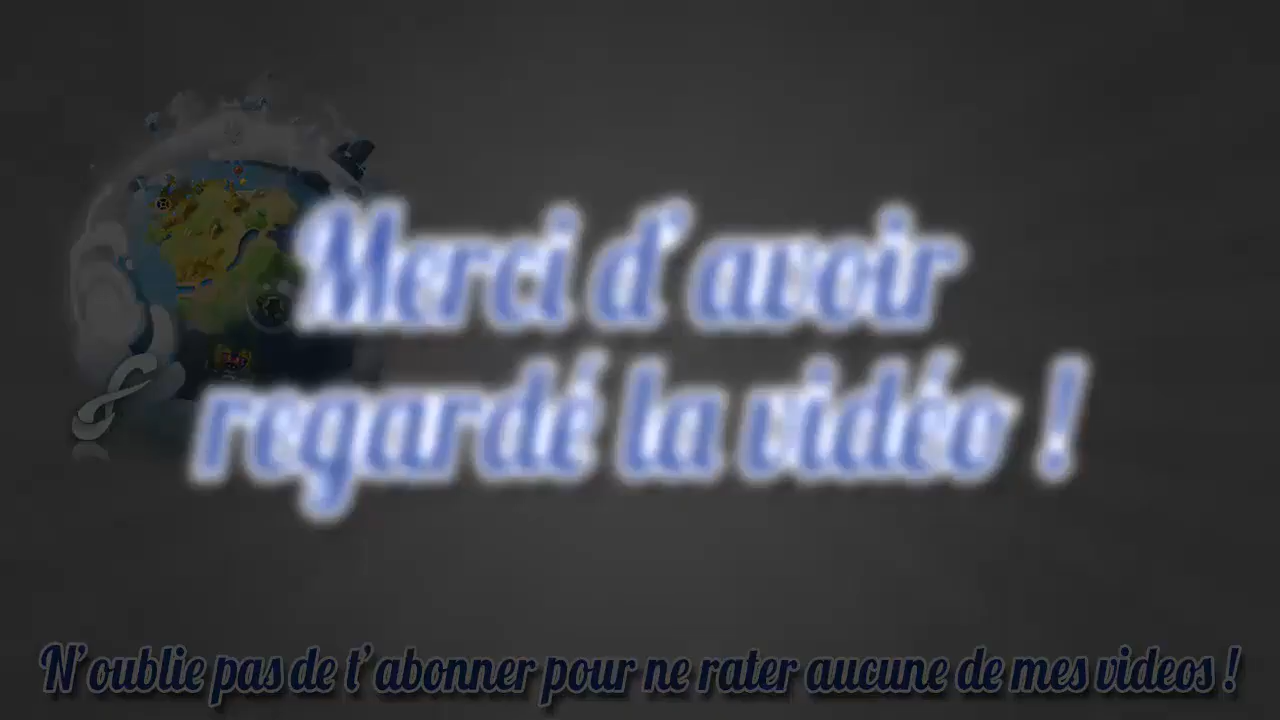 Merci d'avoir
regardé la vidéo !
N'oublie pas de t'abonner pour ne rater aucune de mes videos !